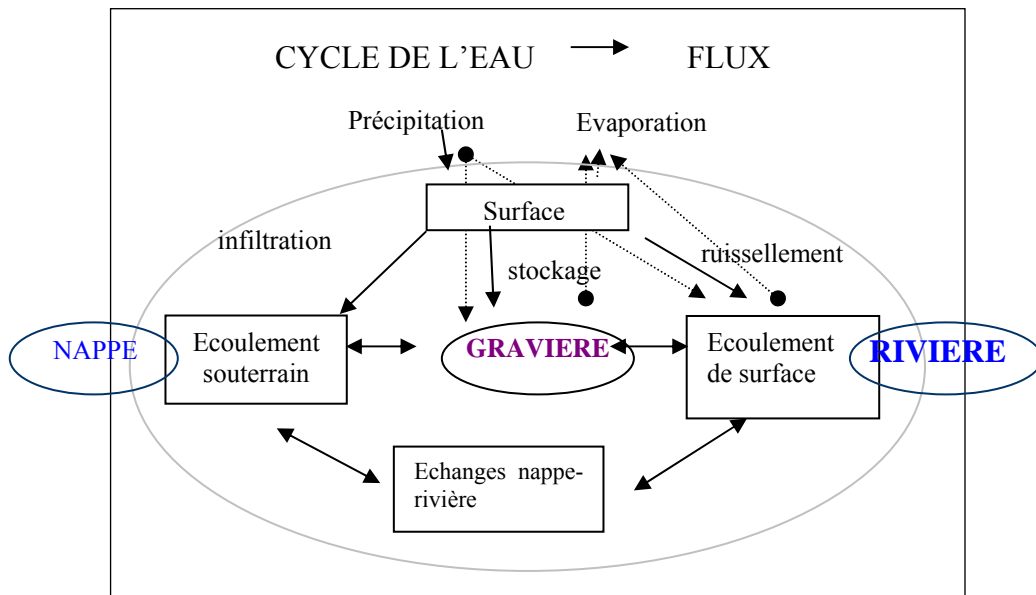 CYCLE DE L’EAU FLUX
Précipitation Evaporation
Surface
infiltration
stockage
ruissellement
NAPPE
Ecoulement
souterrain
GRAVIERE
Ecoulement
de surface
RIVIERE
Echanges nappe-
rivière